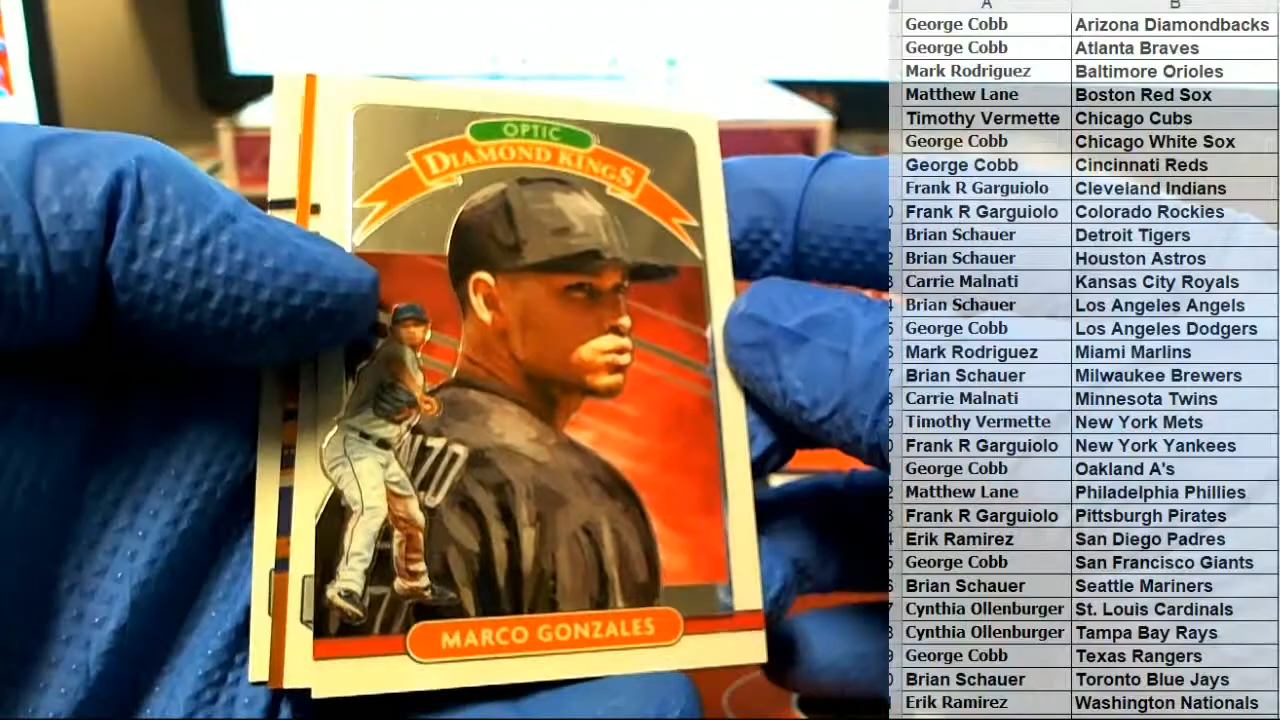 OPTIC
DIAMOND KINGS
NZO
MARCO GONZALES
A B
George Cobb Arizona Diamondbacks
George Cobb Atlanta Braves
Mark Rodriguez Baltimore Orioles
Matthew Lane Boston Red Sox
Timothy Vermette Chicago Cubs
George Cobb Chicago White Sox
George Cobb Cincinnati Reds
Frank R Garguiolo Cleveland Indians
Frank R Garguiolo Colorado Rockies
Brian Schauer Detroit Tigers
Brian Schauer Houston Astros
Carrie Malnati Kansas City Royals
Brian Schauer Los Angeles Angels
George Cobb Los Angeles Dodgers
Mark Rodriguez Miami Marlins
Brian Schauer Milwaukee Brewers
Carrie Malnati Minnesota Twins
Timothy Vermette New York Mets
Frank R Garguiolo New York Yankees
George Cobb Oakland A's
Matthew Lane Philadelphia Phillies
Frank R Garguiolo Pittsburgh Pirates
Erik Ramirez San Diego Padres
George Cobb San Francisco Giants
Brian Schauer Seattle Mariners
Cynthia Ollenburger St. Louis Cardinals
Cynthia Ollenburger Tampa Bay Rays
George Cobb Texas Rangers
Brian Schauer Toronto Blue Jays
Erik Ramirez Washington Nationals